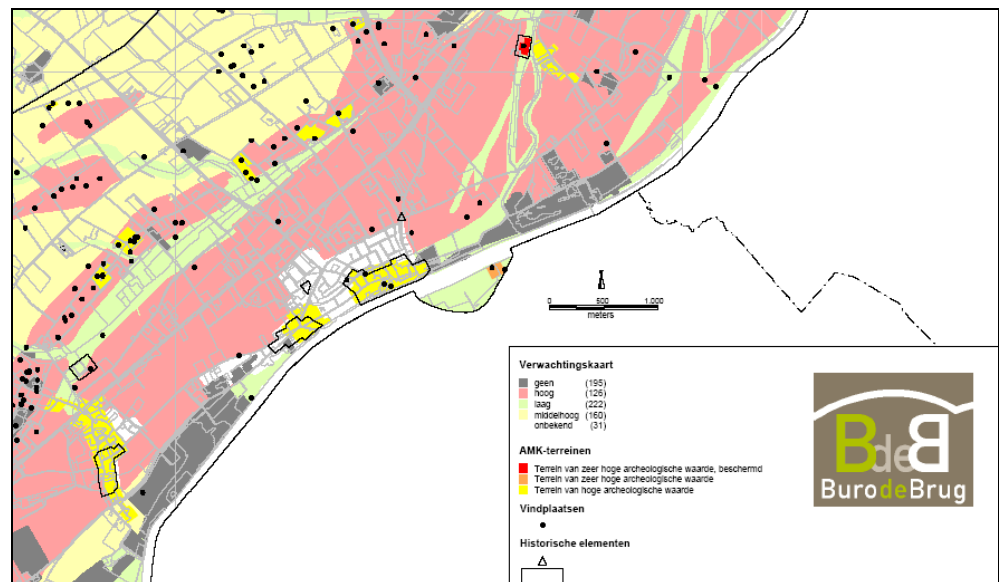 0 500 1.000
meters
Verwachtingskaart
geen (195)
hoog (126)
laag (222)
middelhoog (160)
onbekend (31)
AMK-terreinen
Terrein van zeer hoge archeologische waarde, beschermd
Terrein van zeer hoge archeologische waarde
Terrein van hoge archeologische waarde
Vindplaatsen
Historische elementen
BdeB
BurodeBrug